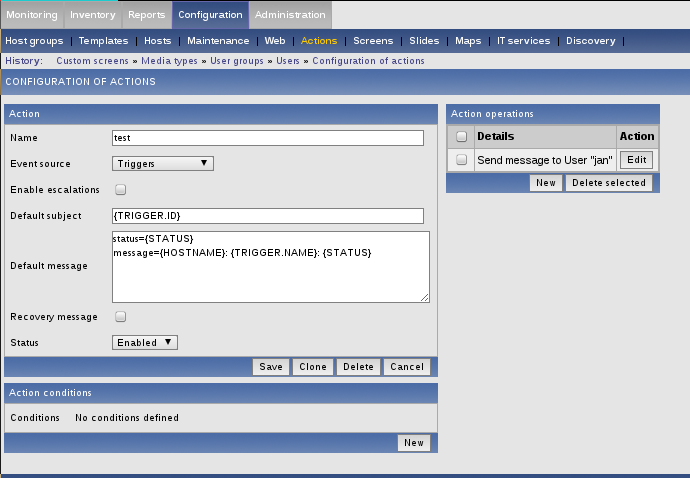 Monitoring Inventory Reports Configuration Administration
Host groups | Templates | Hosts | Maintenance | Web | Actions | Screens | Slides | Maps | IT services | Discovery |
History: Custom screens » Media types » User groups » Users » Configuration of actions
CONFIGURATION OF ACTIONS
Action
Name test
Event source Triggers ▼
Enable escalations
Default subject {TRIGGER.ID}
Default message
status={STATUS}
message={HOSTNAME}: {TRIGGER.NAME}: {STATUS}
Recovery message
Status Enabled ▼
Save Clone Delete Cancel
Action conditions
Conditions No conditions defined
New
Action operations
Details Action
Send message to User "jan" Edit
New Delete selected